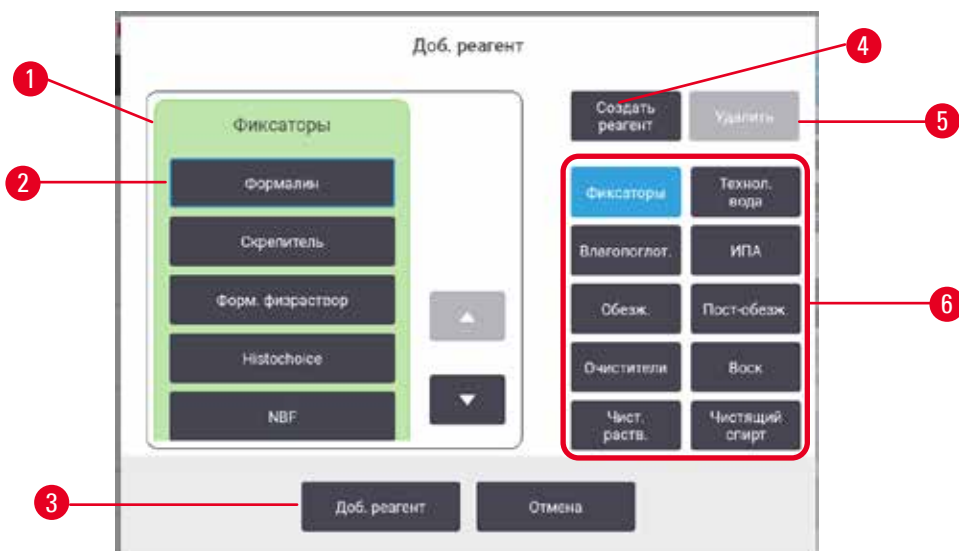 Доб. реагент
4
1
Создать
реагент
Удалить
5
Фиксаторы
2
Формалин
Скрепитель
Форм. физраствор
Histochoice
NBF
Фиксаторы
Технол.
вода
Влагопоглот.
ИПА
Обезж.
Пост-обезж.
6
Очистители
Воск
Чист.
раств.
Чистящий
спирт
3
Доб. реагент
Отмена